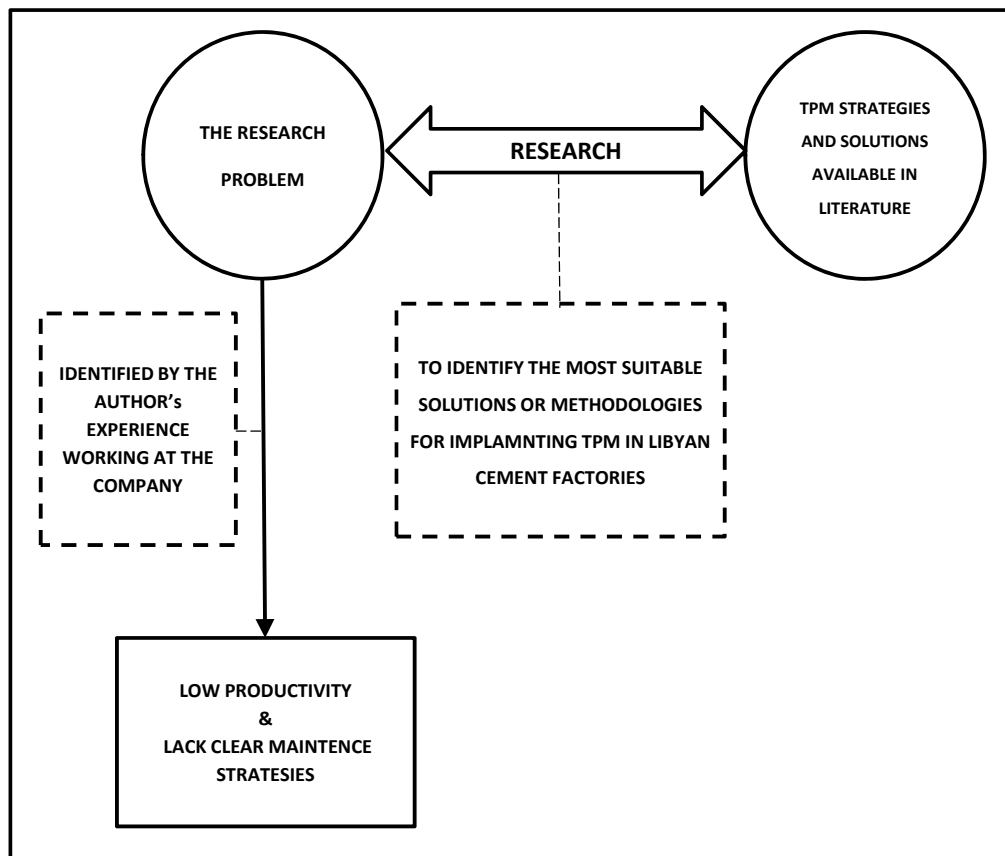 THE RESEARCH
PROBLEM
RESEARCH
TPM STRATEGIES
AND SOLUTIONS
AVAILABLE IN
LITERATURE
IDENTIFIED BY THE
AUTHOR's
EXPERIENCE
WORKING AT THE
COMPANY
TO IDENTIFY THE MOST SUITABLE
SOLUTIONS OR METHODOLOGIES
FOR IMPLAMNTING TPM IN LIBYAN
CEMENT FACTORIES
LOW PRODUCTIVITY
&
LACK CLEAR MAINTENCE
STRATESIES